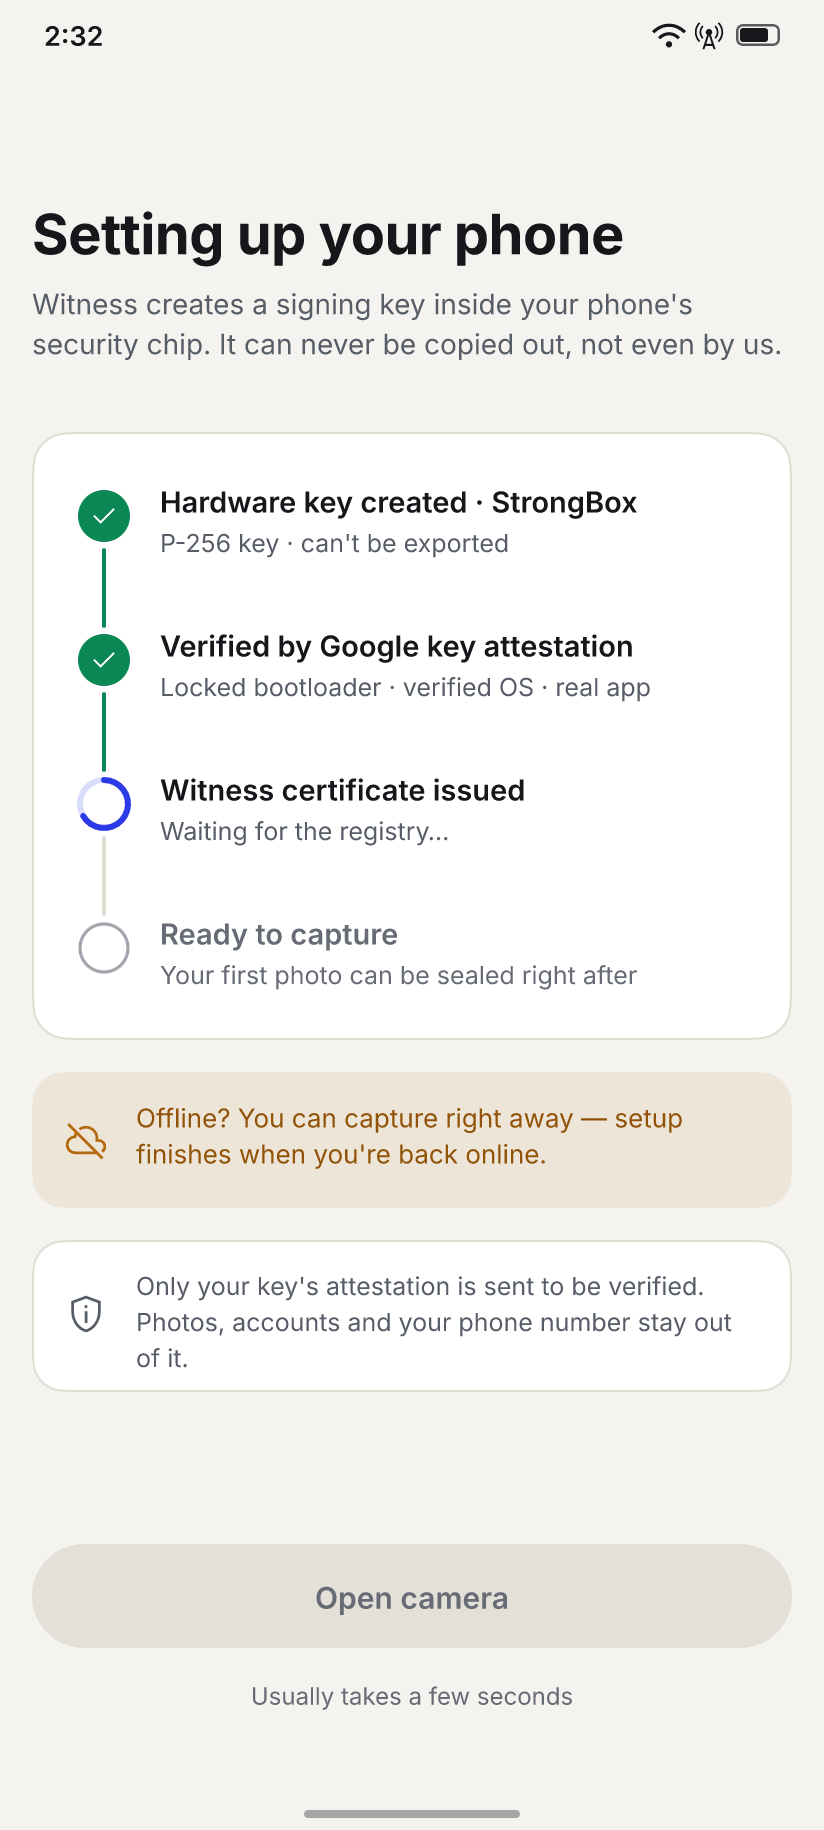 2:32
Setting up your phone
Witness creates a signing key inside your phone's
security chip. It can never be copied out, not even by us.
Hardware key created · StrongBox
P-256 key · can't be exported
Verified by Google key attestation
Locked bootloader · verified OS · real app
Witness certificate issued
Waiting for the registry...
Ready to capture
Your first photo can be sealed right after
Offline? You can capture right away — setup
finishes when you're back online.
Only your key's attestation is sent to be verified.
Photos, accounts and your phone number stay out
of it.
Open camera
Usually takes a few seconds